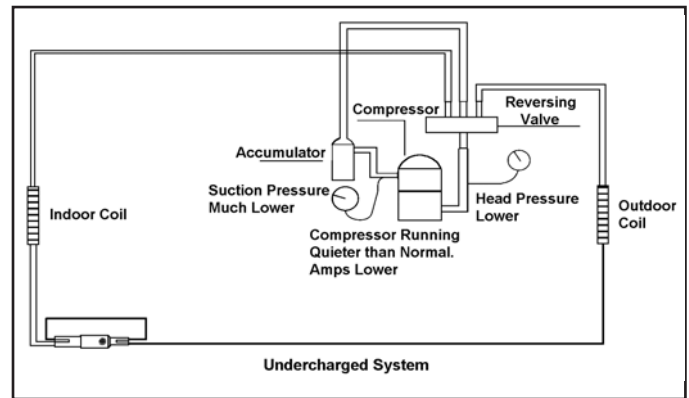 Compressor
Reversing
Valve
Accumulator
Suction Pressure
Much Lower
Head Pressure
Lower
Indoor Coil
Outdoor
Coil
Compressor Running
Quieter than Normal.
Amps Lower
Undercharged System